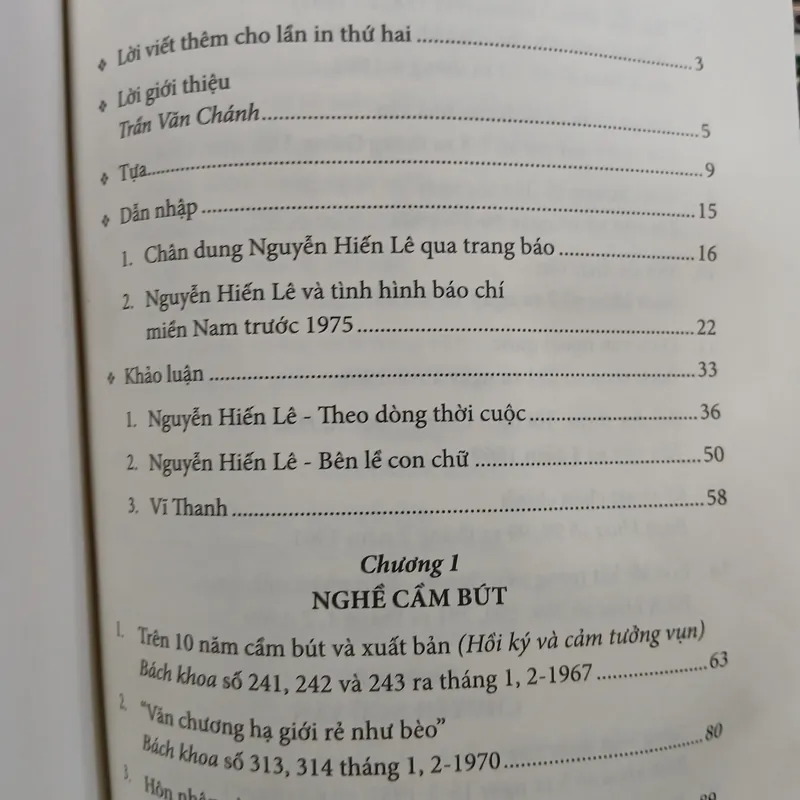 ❖ Lời viết thêm cho lần in thứ hai ........ 3
❖ Lời giới thiệu
Trần Văn Chánh ........ 5
❖ Tựa ........ 9
❖ Dẫn nhập ........ 15
1. Chân dung Nguyễn Hiến Lê qua trang báo ........ 16
2. Nguyễn Hiến Lê và tình hình báo chí
miền Nam trước 1975 ........ 22
❖ Khảo luận ........ 33
1. Nguyễn Hiến Lê - Theo dòng thời cuộc ........ 36
2. Nguyễn Hiến Lê - Bên lề con chữ ........ 50
3. Vĩ Thanh ........ 58
Chương 1
NGHỀ CẦM BÚT
1. Trên 10 năm cầm bút và xuất bản (Hồi ký và cảm tưởng vụn)
Bách khoa số 241, 242 và 243 ra tháng 1, 2-1967 ........ 63
2. "Văn chương hạ giới rẻ như bèo"
Bách khoa số 313, 314 tháng 1, 2-1970 ........ 80
3. Hôn